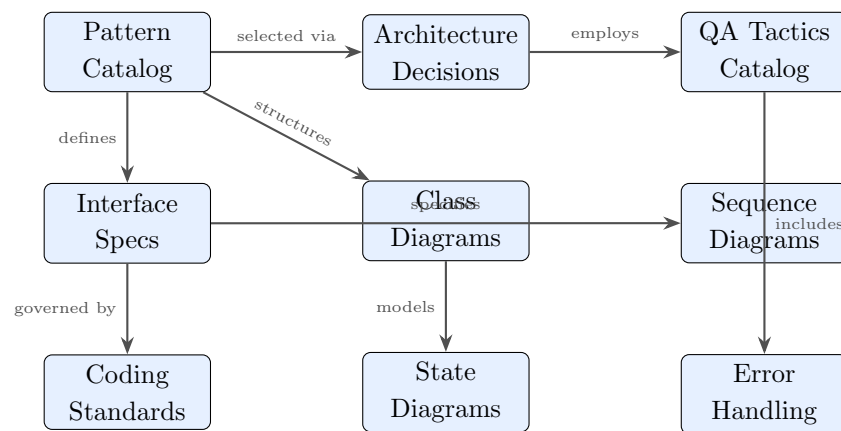 Pattern
Catalog
selected via
Architecture
Decisions
employs
QA Tactics
Catalog
defines
structures
Interface
Specs
specifies
Class
Diagrams
Sequence
Diagrams
includes
governed by
models
Coding
Standards
State
Diagrams
Error
Handling